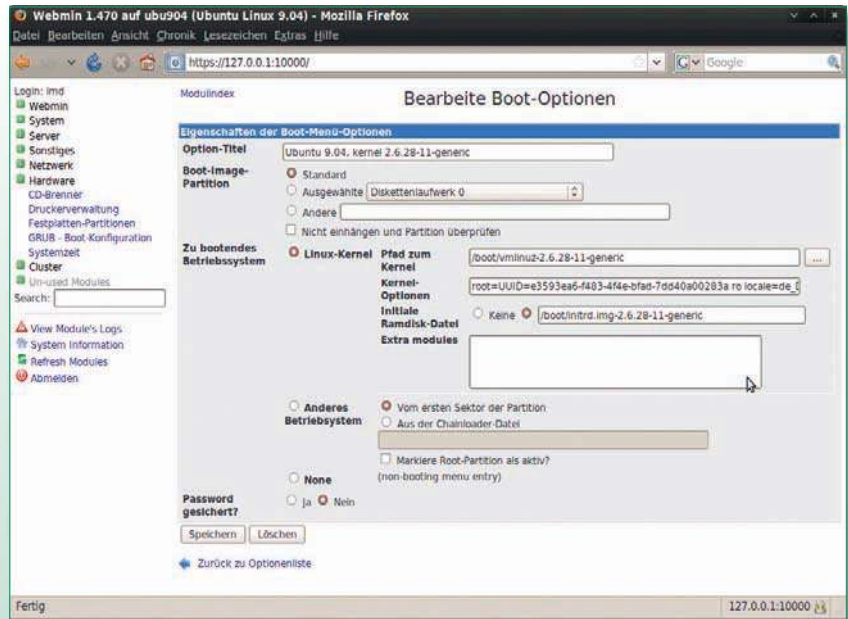 Webmin 1.470 auf ubu904 (Ubuntu Linux 9.04) - Mozilla Firefox
Datei Bearbeiten Ansicht Chronik Lesezeichen Extras Hilfe
https://127.0.0.1:10000/
Google
Login: lmd
Webmin
System
Server
Sonstiges
Netzwerk
Hardware
CD-Brenner
Druckerverwaltung
Festplatten-Partitionen
GRUB - Boot-Konfiguration
Systemzeit
Cluster
Un-used Modules
Search:
View Module's Logs
System Information
Refresh Modules
Abmelden
Modulindex
Bearbeite Boot-Optionen
Eigenschaften der Boot-Menü-Optionen
Option-Titel
Ubuntu 9.04, kernel 2.6.28-11-generic
Boot-Image-Partition
Standard
Ausgewählte Diskettenlaufwerk 0
Andere
Nicht einhängen und Partition überprüfen
Zu bootendes Betriebssystem
Linux-Kernel
Pfad zum Kernel
/boot/vmlinuz-2.6.28-11-generic
...
Kernel-Optionen
root=UUID=e3593ea6-f483-4f4e-bfad-7dd40a00283a ro locale=de_D
Initiale Ramdisk-Datei
Keine
/boot/initrd.img-2.6.28-11-generic
Extra modules
Anderes Betriebsystem
Vom ersten Sektor der Partition
Aus der Chainloader-Datei
Markiere Root-Partition als aktiv?
None
(non-booting menu entry)
Password gesichert?
Ja Nein
Speichern Löschen
Zurück zu Optionenliste
Fertig
127.0.0.1:10000